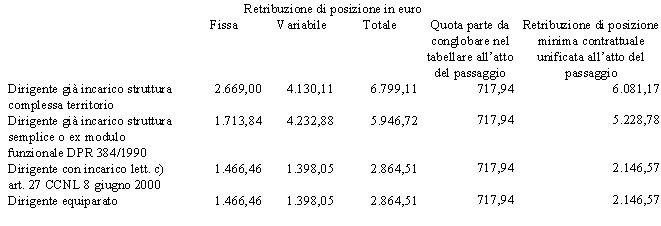 Retribuzione di posizione in euro
Fissa Variabile Totale Quota parte da conglobare nel tabellare all'atto del passaggio Retribuzione di posizione minima contrattuale unificata all'atto del passaggio
Dirigente già incarico struttura 2.669,00 4.130,11 6.799,11 717,94 6.081,17
complessa territorio
Dirigente già incarico struttura 1.713,84 4.232,88 5.946,72 717,94 5.228,78
semplice o ex modulo
funzionale DPR 384/1990
Dirigente con incarico lett. c) 1.466,46 1.398,05 2.864,51 717,94 2.146,57
art. 27 CCNL 8 giugno 2000
Dirigente equiparato 1.466,46 1.398,05 2.864,51 717,94 2.146,57